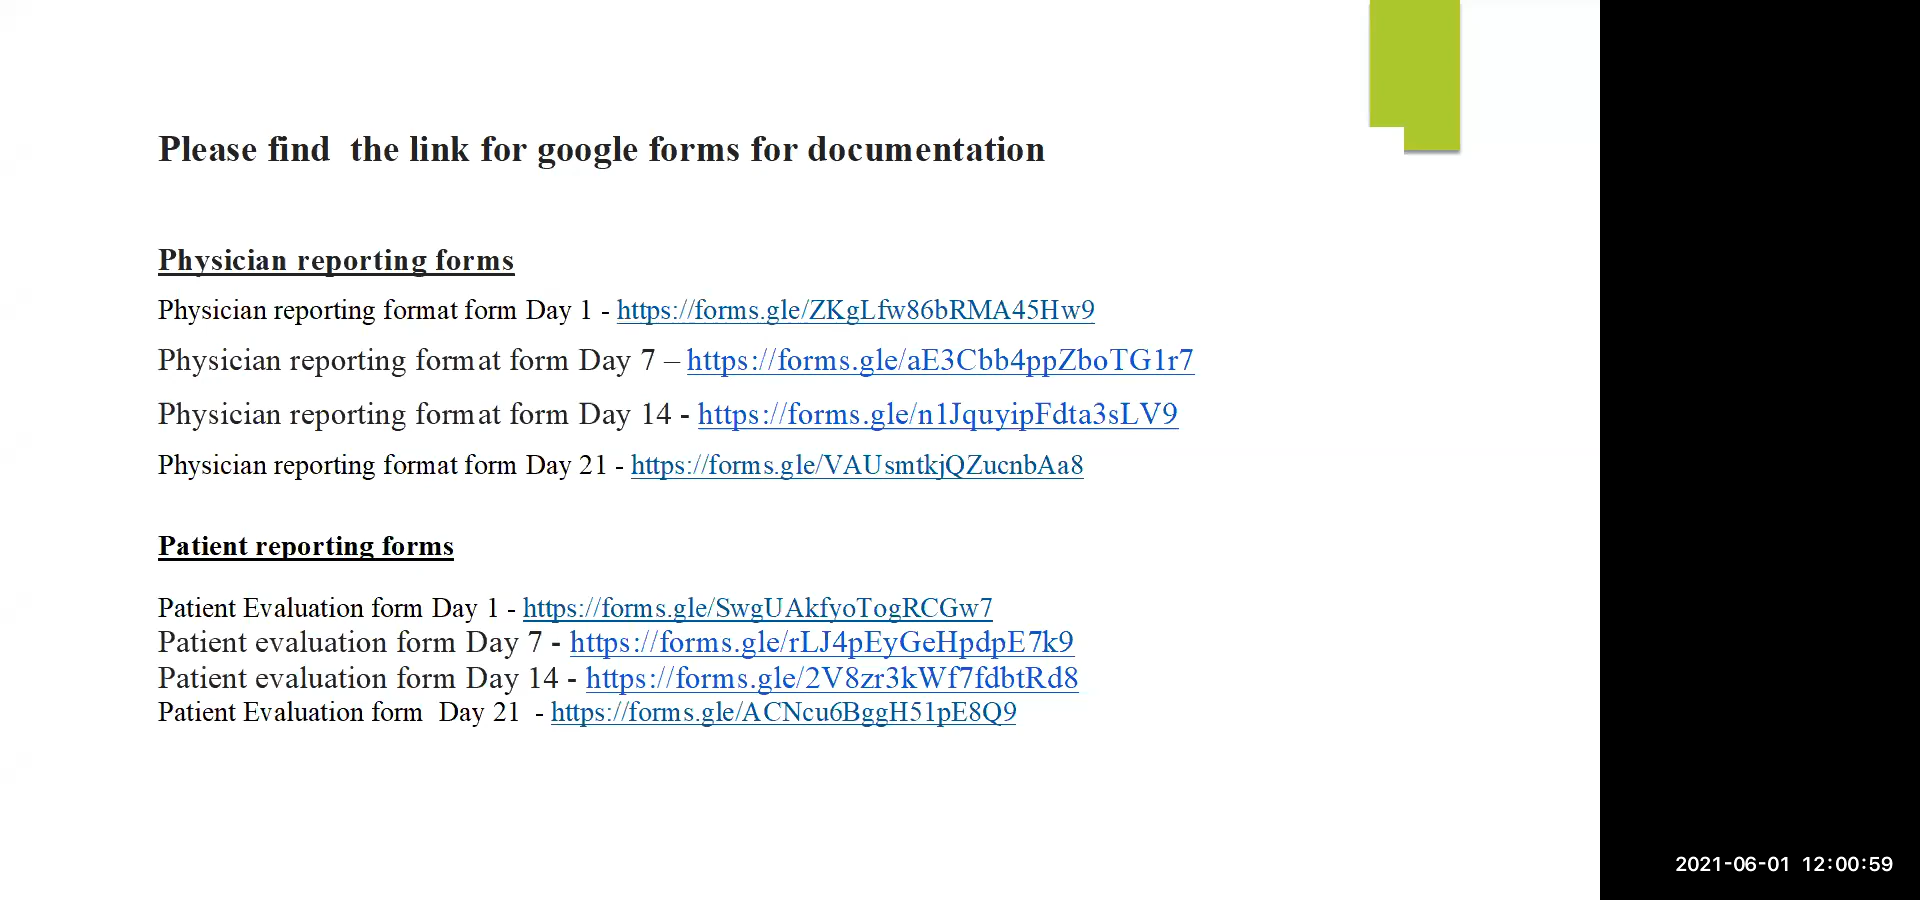 Please find  the link for google forms for documentation
Physician reporting forms
Physician reporting format form Day 1 - https://forms.gle/ZKgLfw86bRMA45Hw9
Physician reporting format form Day 7 – https://forms.gle/aE3Cbb4ppZboTG1r7
Physician reporting format form Day 14 - https://forms.gle/n1JquyipFdta3sLV9
Physician reporting format form Day 21 - https://forms.gle/VAUsmtkjQZucnbAa8
Patient reporting forms
Patient Evaluation form Day 1 - https://forms.gle/SwgUAkfyoTogRCGw7
Patient evaluation form Day 7 - https://forms.gle/rLJ4pEyGeHpdpE7k9
Patient evaluation form Day 14 - https://forms.gle/2V8zr3kWf7fdbtRd8
Patient Evaluation form  Day 21  - https://forms.gle/ACNcu6BggH51pE8Q9
2021-06-01 12:00:59